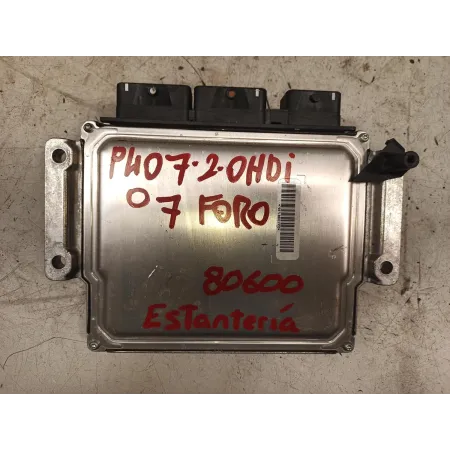 P407·2·0HDi
07 FORO
80600
EsTantería